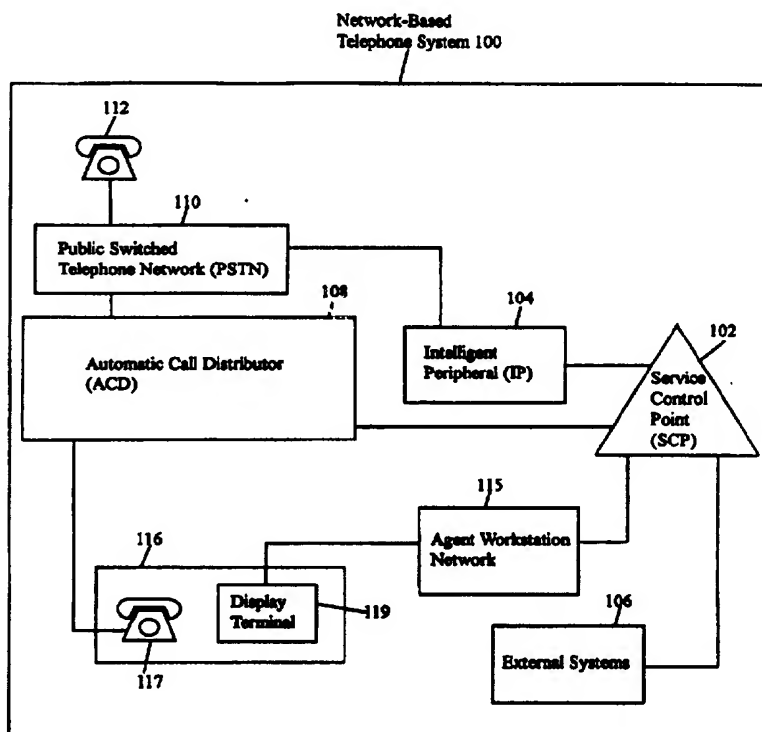 Network-Based
Telephone System 100
112
110
Public Switched
Telephone Network (PSTN)
108
Automatic Call Distributor
(ACD)
104
Intelligent
Peripheral (IP)
102
Service
Control
Point
(SCP)
115
Agent Workstation
Network
116
Display
Terminal
119
117
106
External Systems